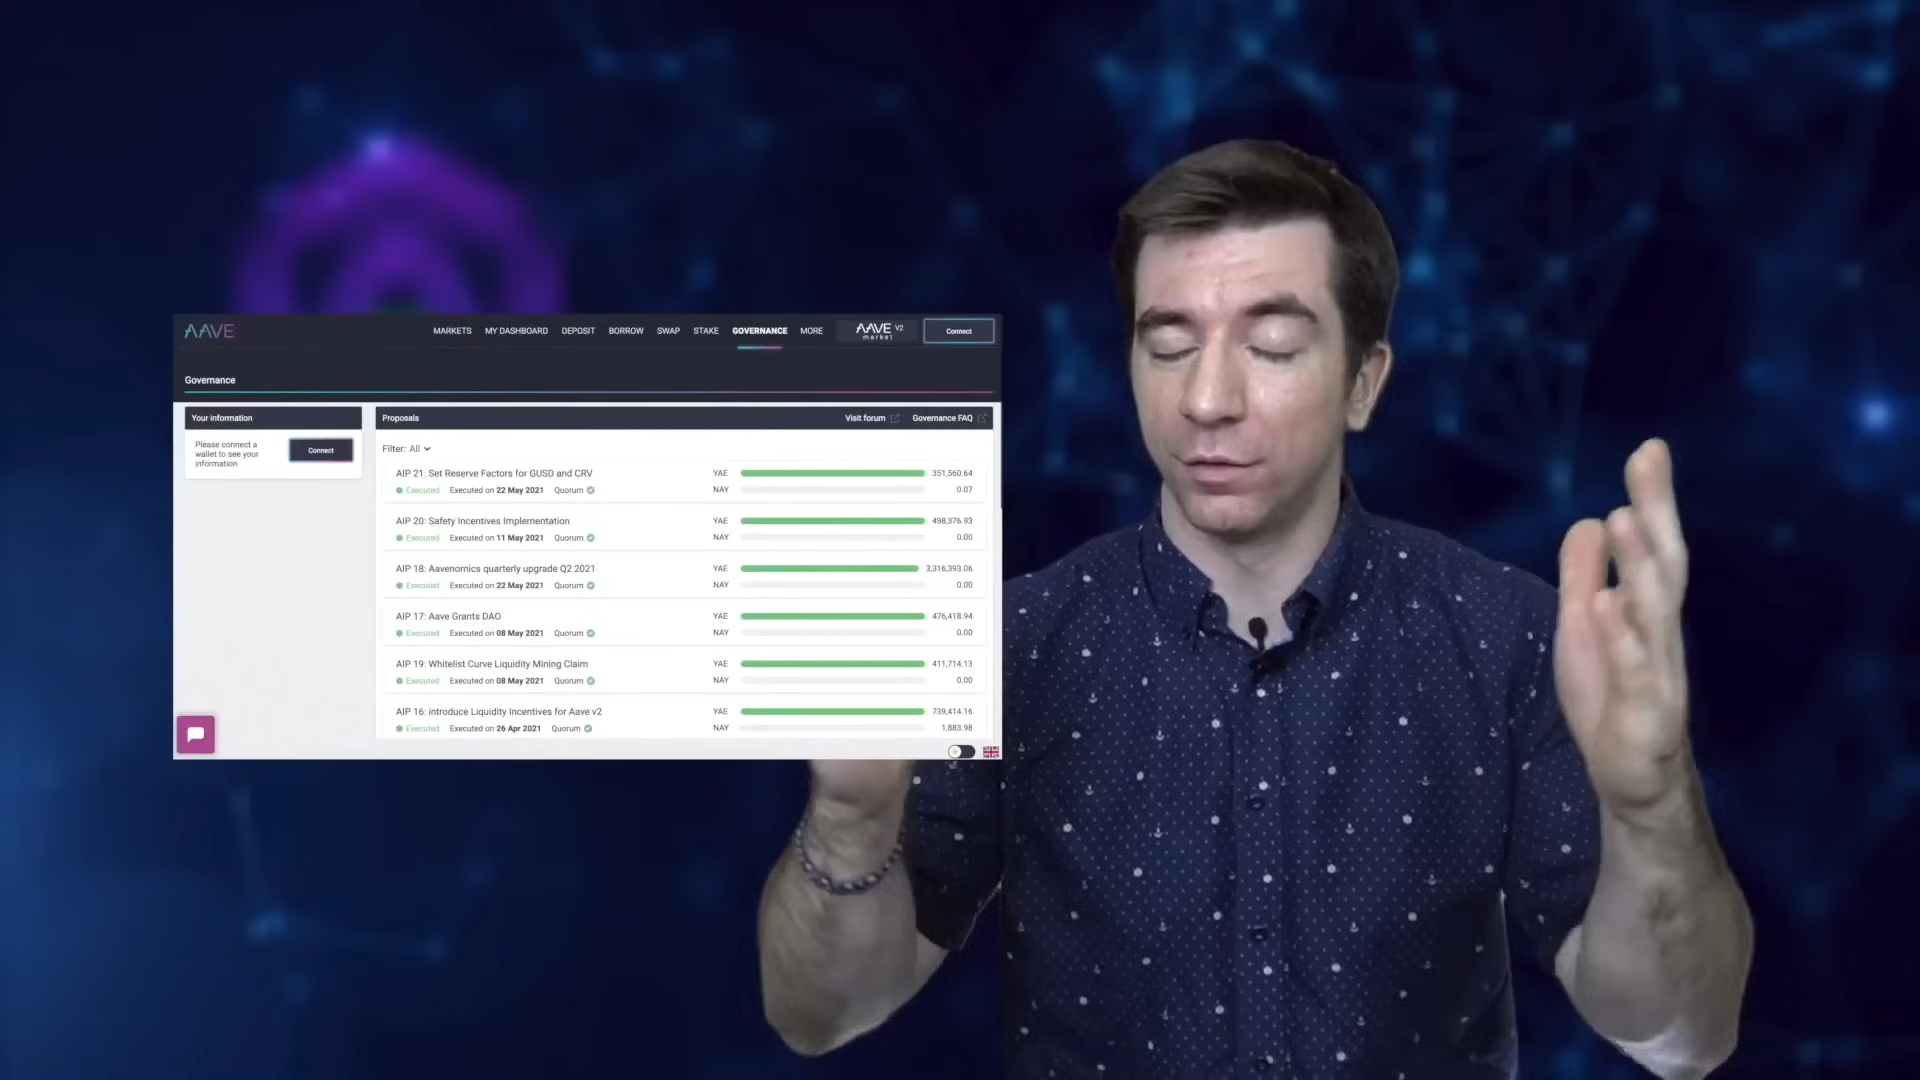 AAVE MARKETS MY DASHBOARD DEPOSIT BORROW SWAP STAKE GOVERNANCE MORE AAVE V2 market Connect
Governance
Your information
Please connect a wallet to see your information
Connect
Proposals Visit forum Governance FAQ
Filter: All
AIP 21: Set Reserve Factors for GUSD and CRV YAE 351,560.64
Executed Executed on 22 May 2021 Quorum NAY 0.07
AIP 20: Safety Incentives Implementation YAE 498,376.93
Executed Executed on 11 May 2021 Quorum NAY 0.00
AIP 18: Aavenomics quarterly upgrade Q2 2021 YAE 3,316,393.06
Executed Executed on 22 May 2021 Quorum NAY 0.00
AIP 17: Aave Grants DAO YAE 476,418.94
Executed Executed on 08 May 2021 Quorum NAY 0.00
AIP 19: Whitelist Curve Liquidity Mining Claim YAE 411,714.13
Executed Executed on 08 May 2021 Quorum NAY 0.00
AIP 16: introduce Liquidity Incentives for Aave v2 YAE 739,414.16
Executed Executed on 26 Apr 2021 Quorum NAY 1,883.98